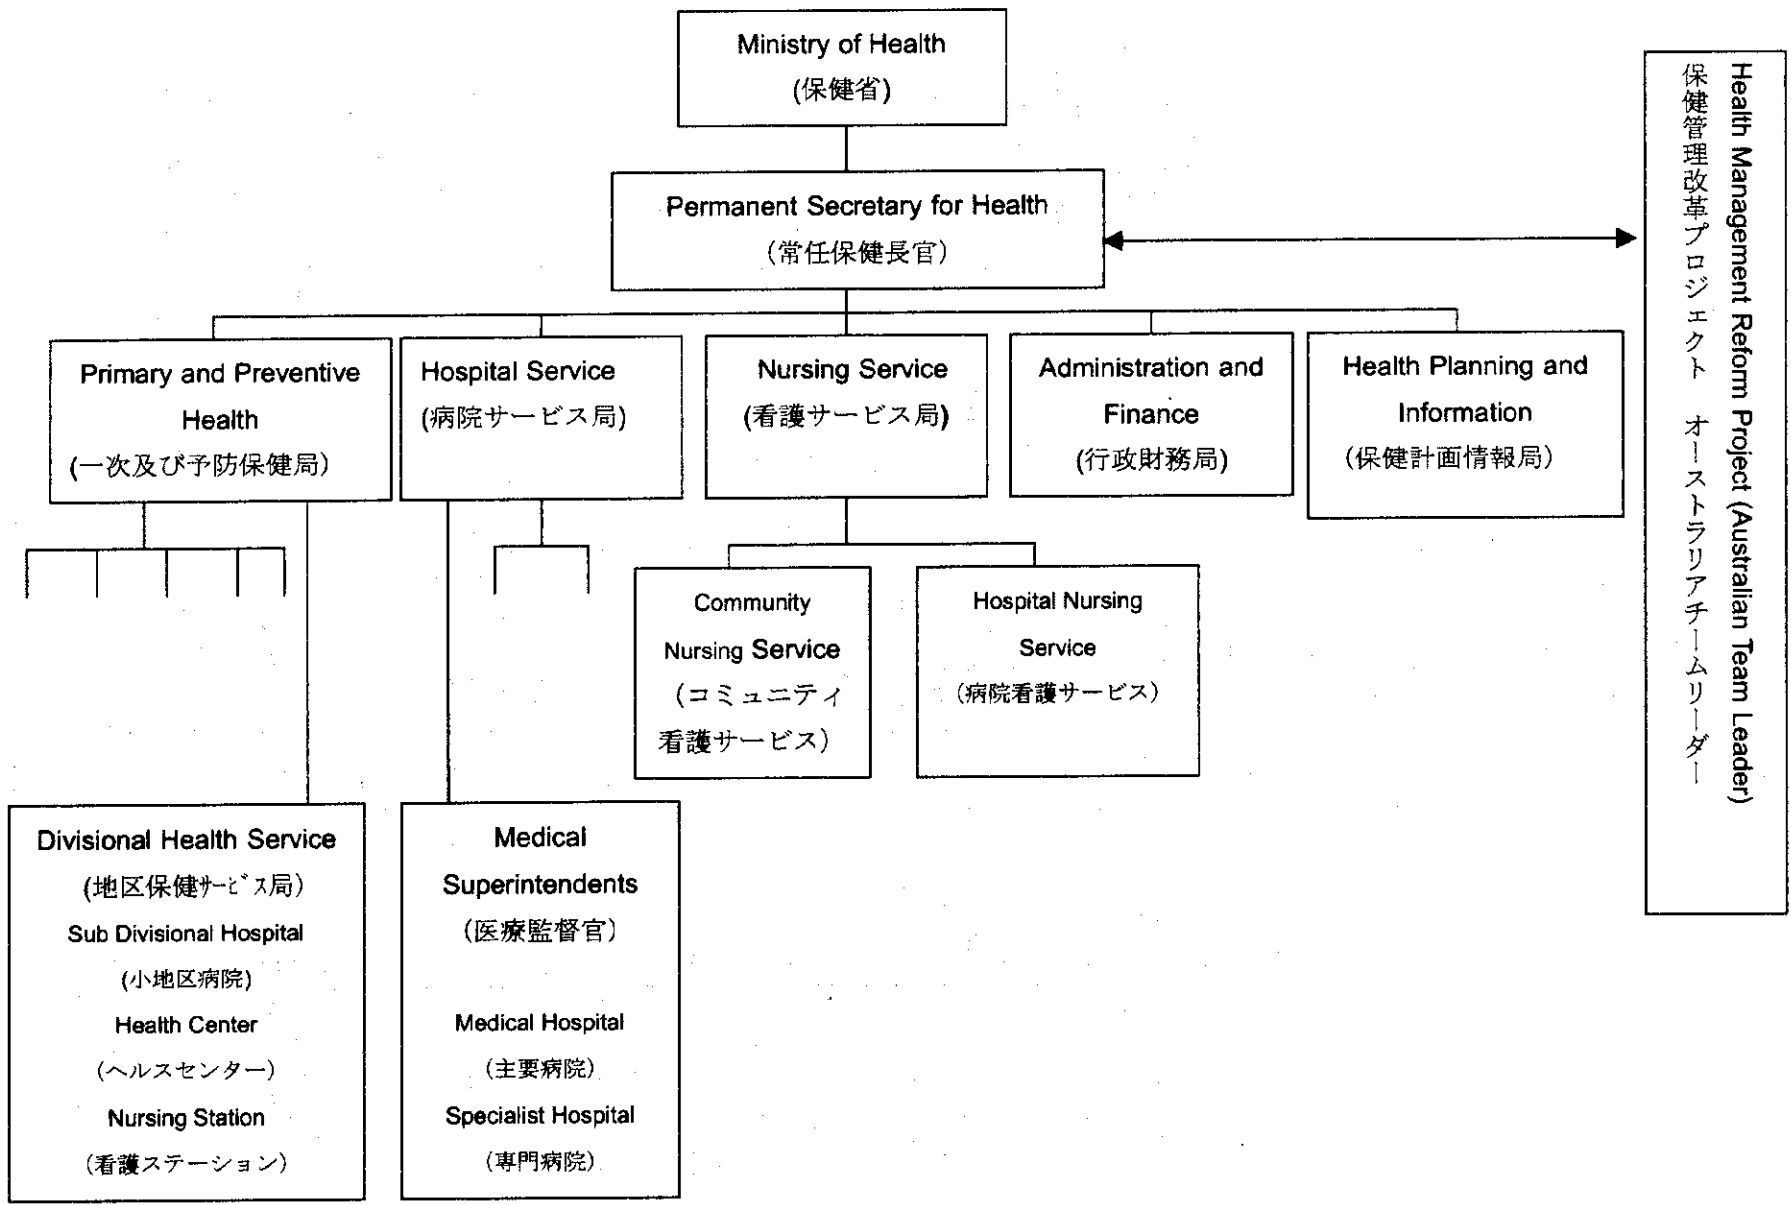 Ministry of Health
(保健省)
Permanent Secretary for Health
（常任保健長官）
Primary and Preventive
Health
(一次及び予防保健局）
Hospital Service
(病院サービス局)
Nursing Service
(看護サービス局)
Administration and
Finance
(行政財務局)
Health Planning and
Information
(保健計画情報局）
Community
Nursing Service
（コミュニティ
看護サービス）
Hospital Nursing
Service
(病院看護サービス）
Divisional Health Service
(地区保健ｻｰﾋﾞｽ局）
Sub Divisional Hospital
(小地区病院)
Health Center
（ヘルスセンター）
Nursing Station
（看護ステーション）
Medical
Superintendents
（医療監督官）
Medical Hospital
（主要病院）
Specialist Hospital
（専門病院）
Health Management Reform Project (Australian Team Leader)
保健管理改革プロジェクト　オーストラリアチームリーダー